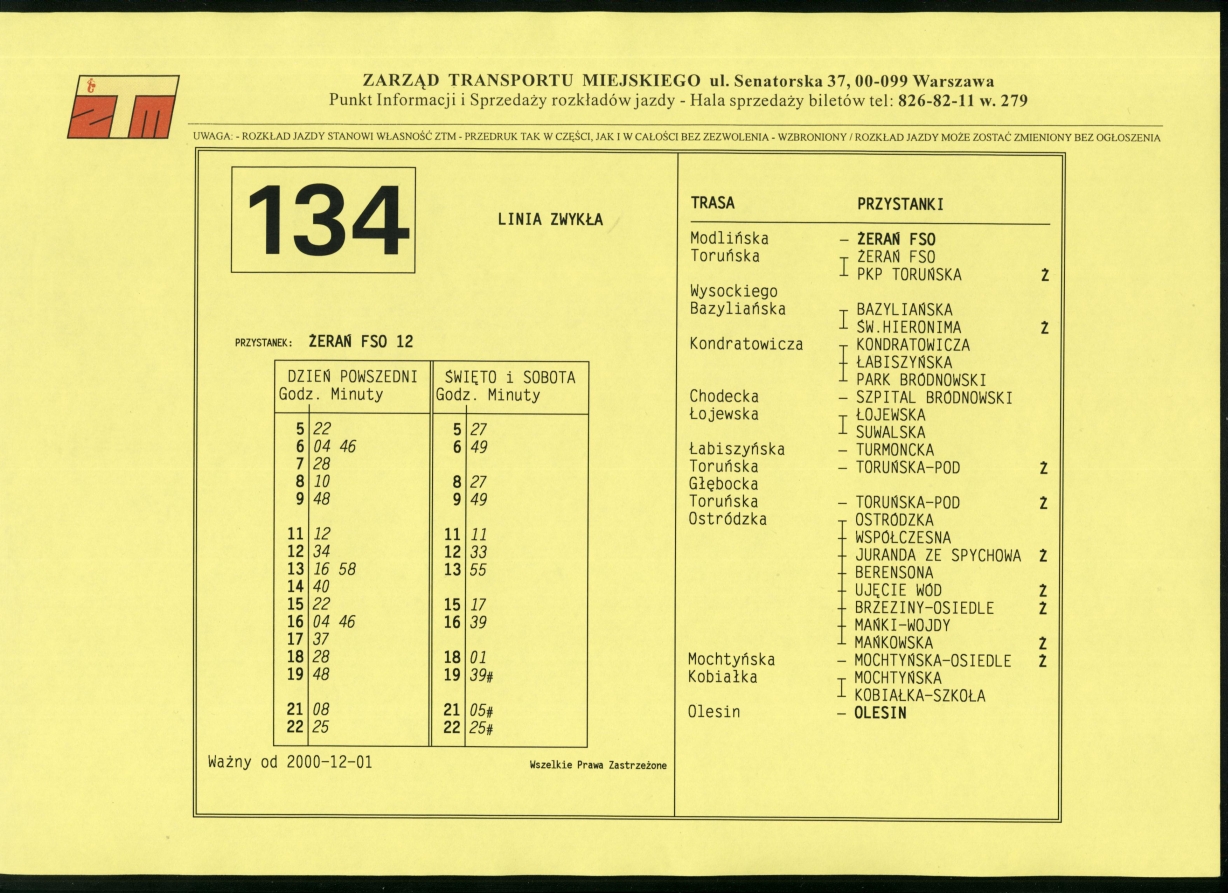 ZARZĄD TRANSPORTU MIEJSKIEGO ul. Senatorska 37, 00-099 Warszawa
Punkt Informacji i Sprzedaży rozkładów jazdy - Hala sprzedaży biletów tel: 826-82-11 w. 279
ZTM
UWAGA: - ROZKŁAD JAZDY STANOWI WŁASNOŚĆ ZTM - PRZEDRUK TAK W CZĘŚCI, JAK I W CAŁOŚCI BEZ ZEZWOLENIA - WZBRONIONY / ROZKŁAD JAZDY MOŻE ZOSTAĆ ZMIENIONY BEZ OGŁOSZENIA
134
LINIA ZWYKŁA
PRZYSTANEK: ŻERAŃ FSO 12
DZIEŃ POWSZEDNI ŚWIĘTO i SOBOTA
Godz. Minuty Godz. Minuty
5 22 5 27
6 04 46 6 49
7 28
8 10 8 27
9 48 9 49
11 12 11 11
12 34 12 33
13 16 58 13 55
14 40
15 22 15 17
16 04 46 16 39
17 37
18 28 18 01
19 48 19 39#
21 08 21 05#
22 25 22 25#
Ważny od 2000-12-01
Wszelkie Prawa Zastrzeżone
TRASA PRZYSTANKI
Modlińska – ŻERAŃ FSO
Toruńska ŻERAŃ FSO
PKP TORUŃSKA Ż
Wysockiego
Bazyliańska BAZYLIAŃSKA
ŚW.HIERONIMA Ż
Kondratowicza KONDRATOWICZA
ŁABISZYŃSKA
PARK BRÓDNOWSKI
Chodecka – SZPITAL BRÓDNOWSKI
Łojewska ŁOJEWSKA
SUWALSKA
Łabiszyńska – TURMONCKA
Toruńska – TORUŃSKA-POD Ż
Głębocka
Toruńska – TORUŃSKA-POD Ż
Ostródzka OSTRÓDZKA
WSPÓŁCZESNA
JURANDA ZE SPYCHOWA Ż
BERENSONA
UJĘCIE WÓD Ż
BRZEZINY-OSIEDLE Ż
MAŃKI-WOJDY
MAŃKOWSKA Ż
Mochtyńska – MOCHTYŃSKA-OSIEDLE Ż
Kobiałka MOCHTYŃSKA
KOBIAŁKA-SZKOŁA
Olesin – OLESIN